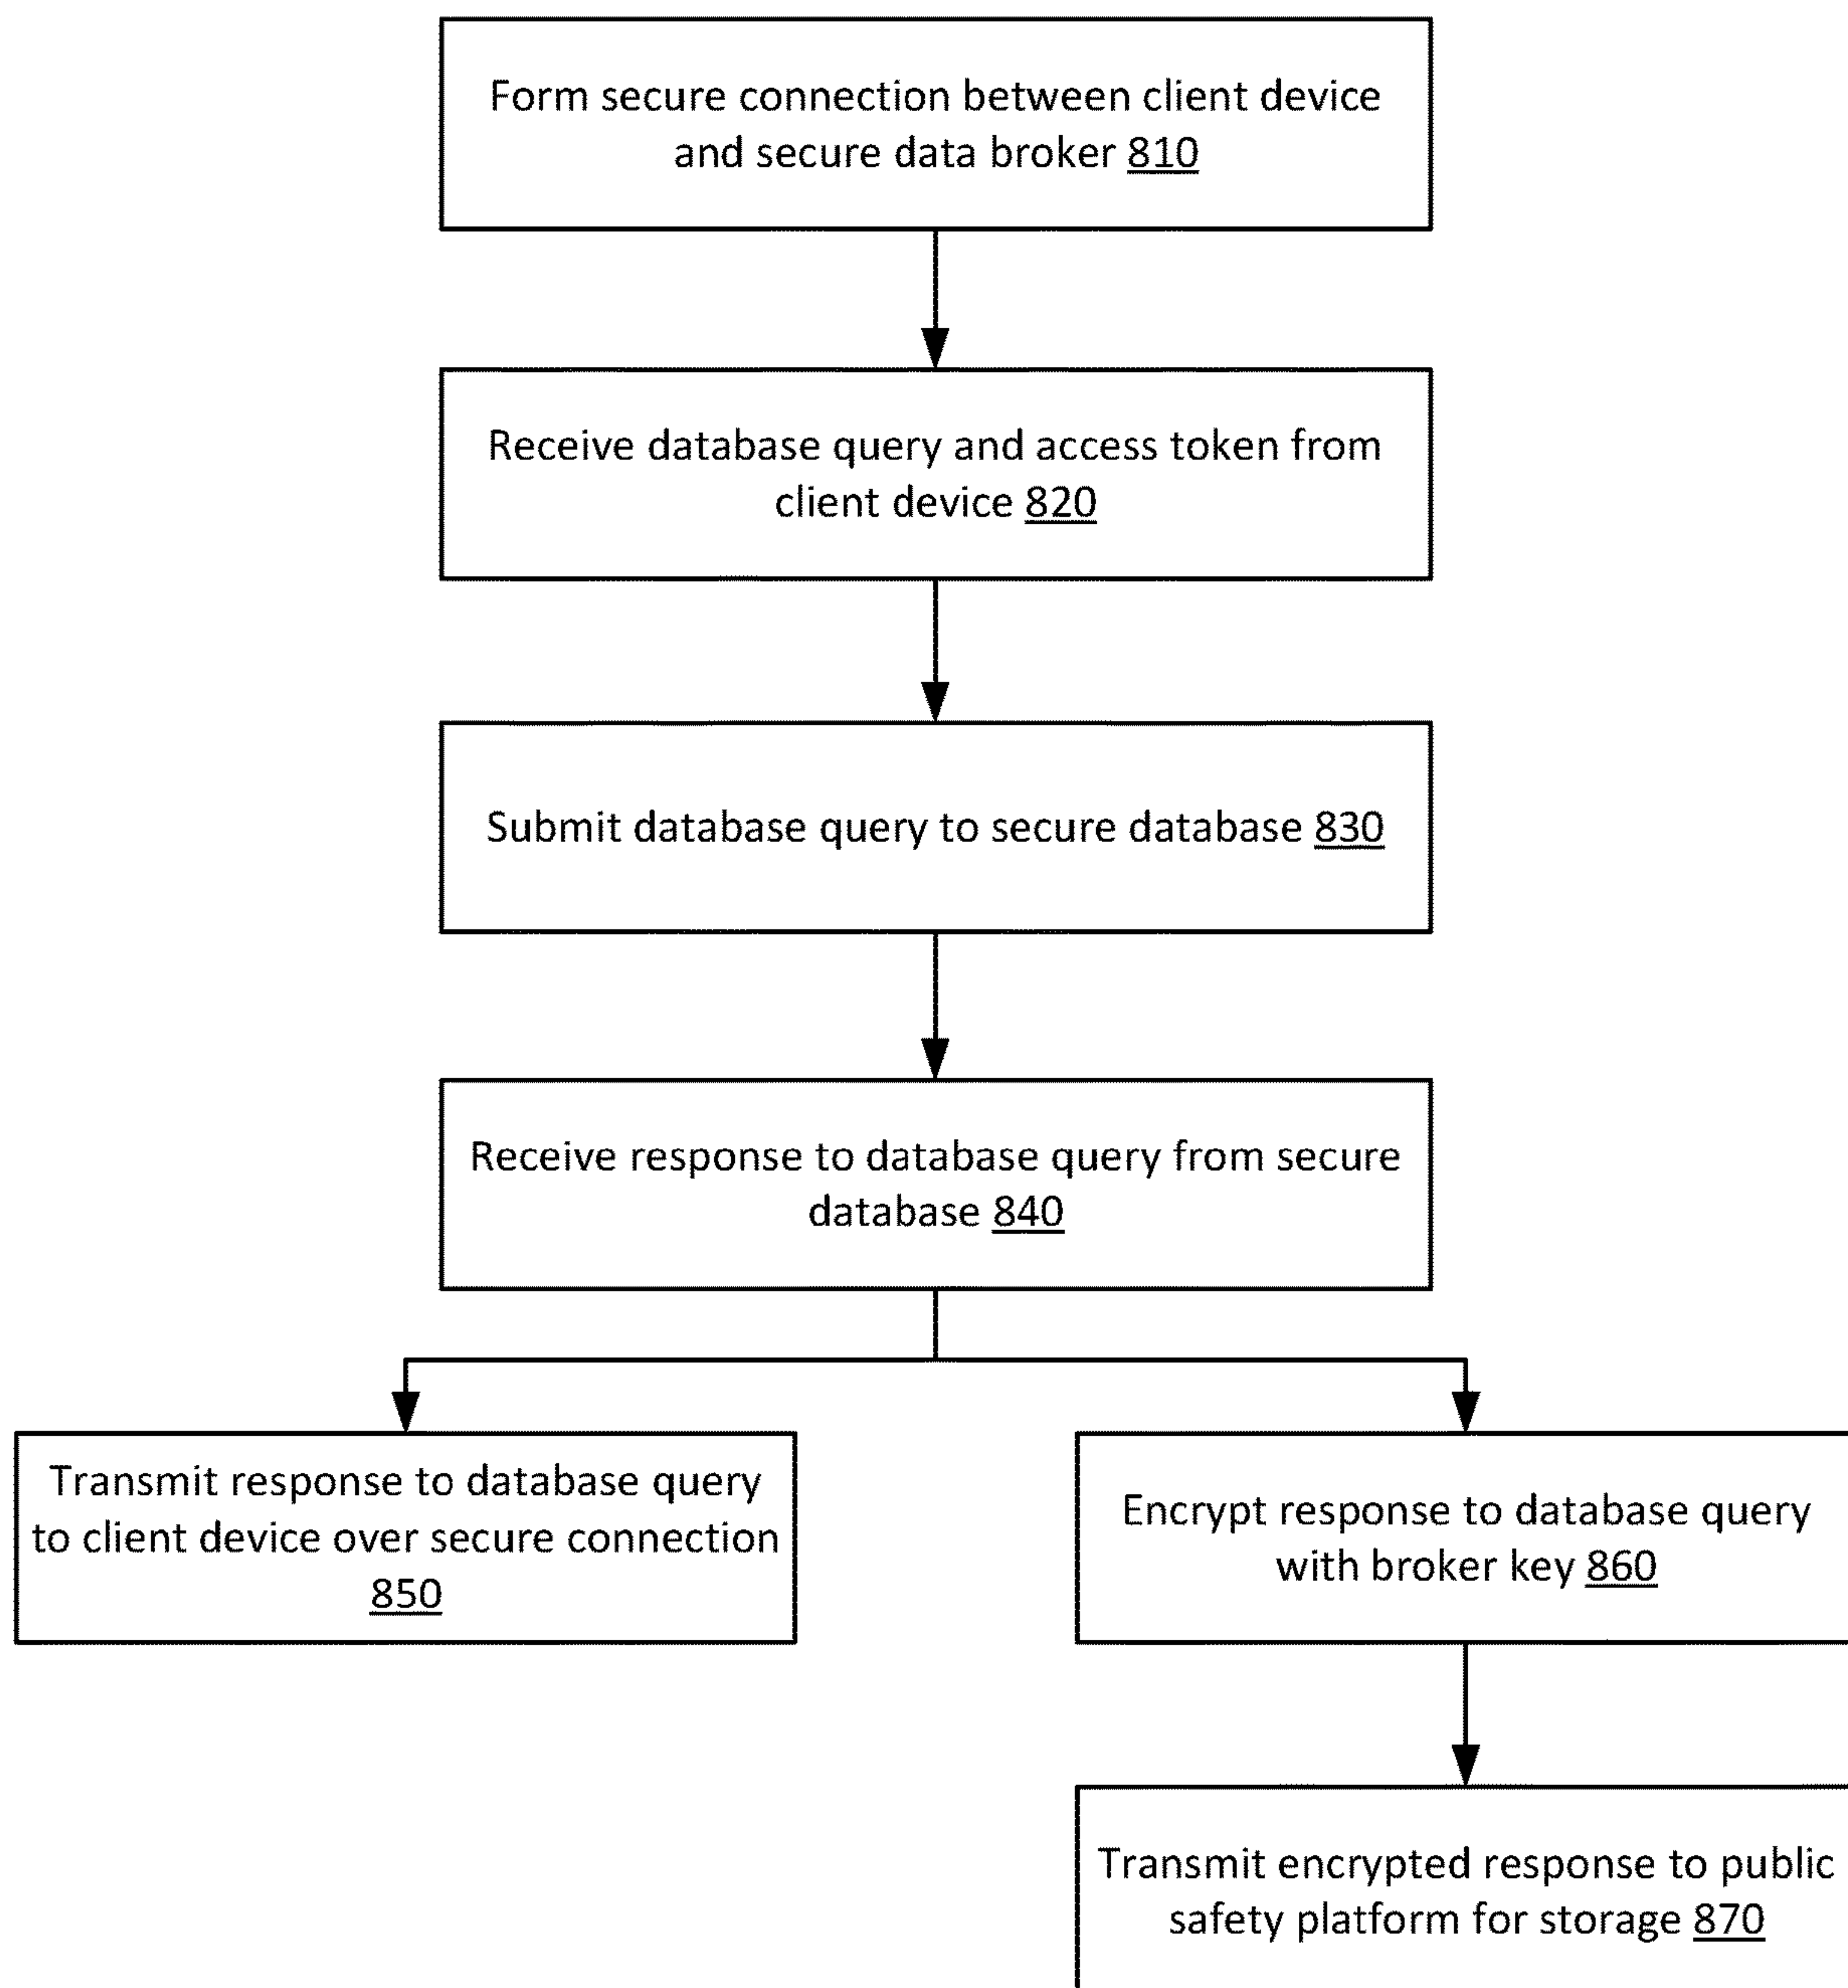 Form secure connection between client device
and secure data broker 810
Receive database query and access token from
client device 820
Submit database query to secure database 830
Receive response to database query from secure
database 840
Transmit response to database query
to client device over secure connection
850
Encrypt response to database query
with broker key 860
Transmit encrypted response to public
safety platform for storage 870